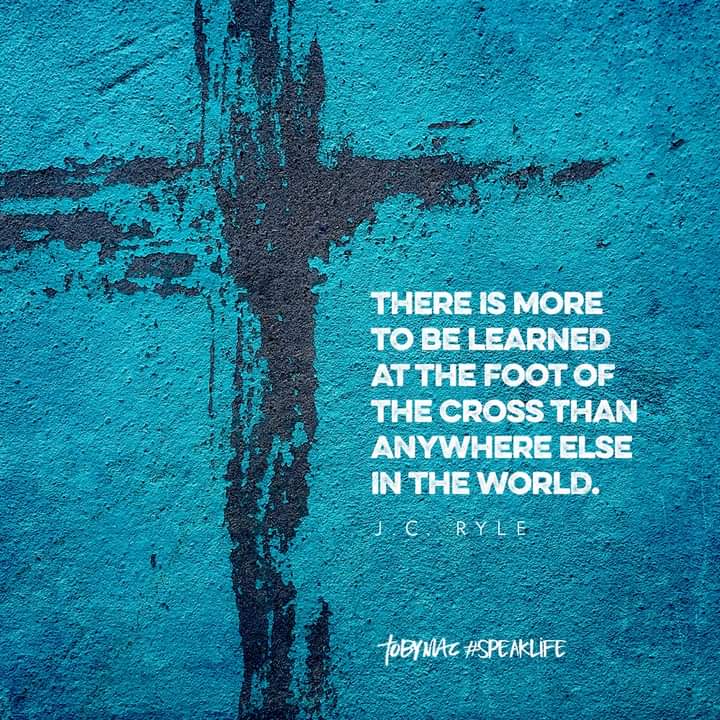 THERE IS MORE
TO BE LEARNED
AT THE FOOT OF
THE CROSS THAN
ANYWHERE ELSE
IN THE WORLD.
J C. RYLE
TOBYMAC #SPEAKLIFE